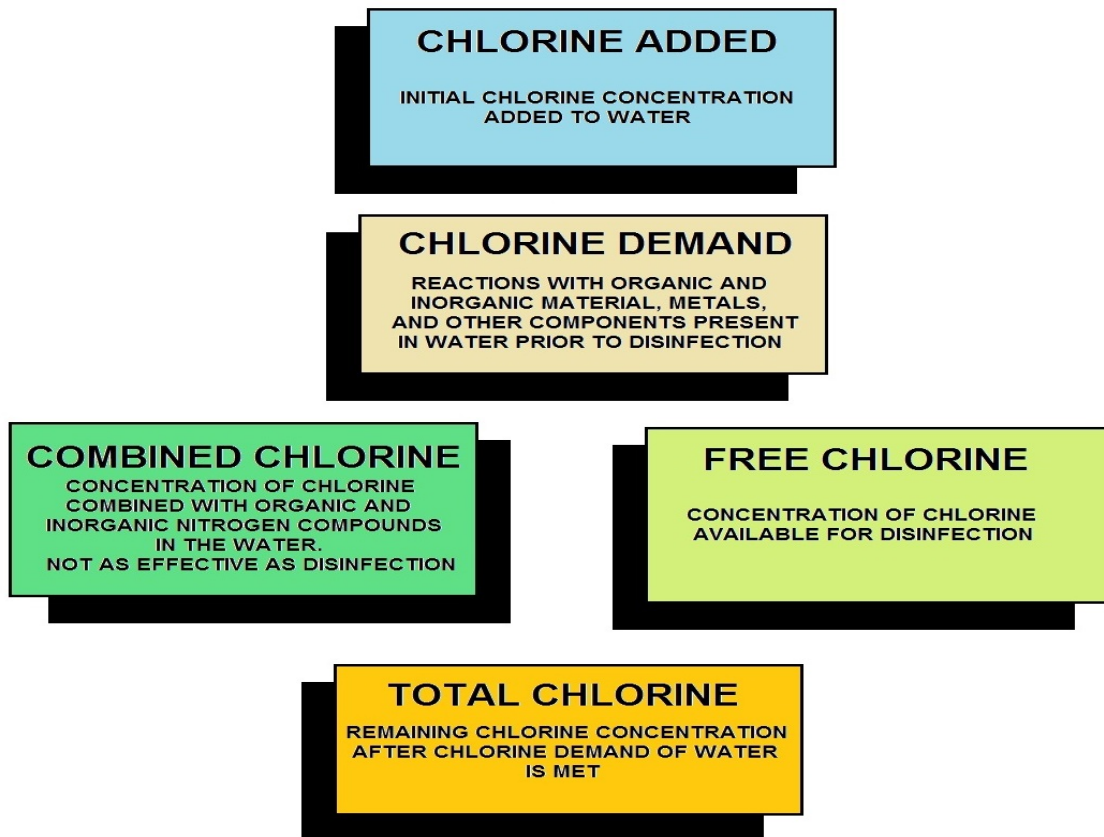 CHLORINE ADDED
INITIAL CHLORINE CONCENTRATION
ADDED TO WATER
CHLORINE DEMAND
REACTIONS WITH ORGANIC AND
INORGANIC MATERIAL, METALS,
AND OTHER COMPONENTS PRESENT
IN WATER PRIOR TO DISINFECTION
COMBINED CHLORINE
CONCENTRATION OF CHLORINE
COMBINED WITH ORGANIC AND
INORGANIC NITROGEN COMPOUNDS
IN THE WATER.
NOT AS EFFECTIVE AS DISINFECTION
FREE CHLORINE
CONCENTRATION OF CHLORINE
AVAILABLE FOR DISINFECTION
TOTAL CHLORINE
REMAINING CHLORINE CONCENTRATION
AFTER CHLORINE DEMAND OF WATER
IS MET